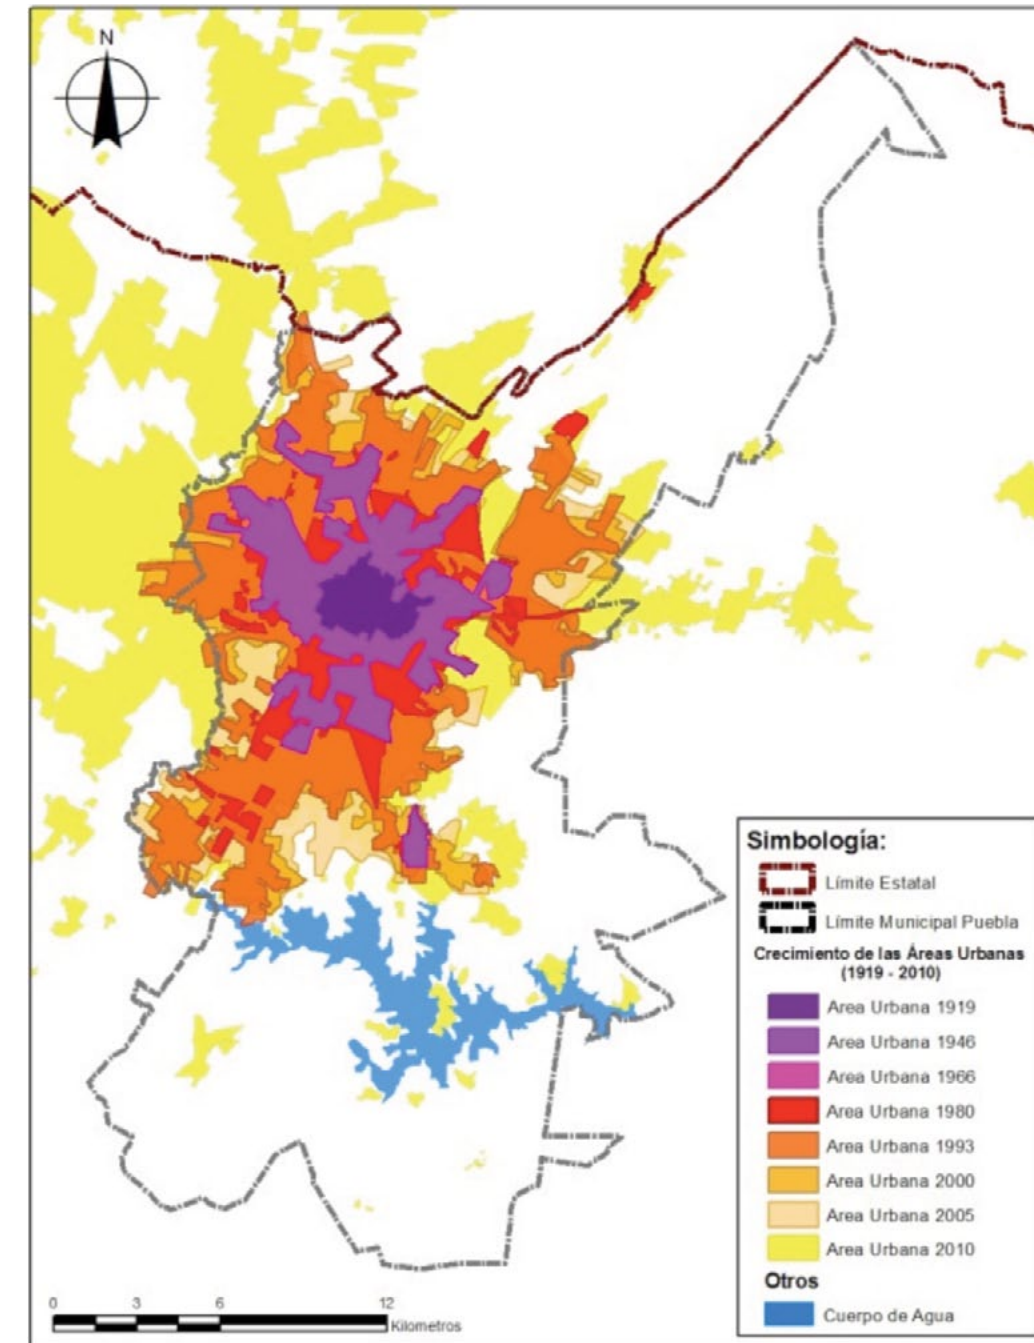 N
Simbología:
Límite Estatal
Límite Municipal Puebla
Crecimiento de las Áreas Urbanas
(1919 - 2010)
Area Urbana 1919
Area Urbana 1946
Area Urbana 1966
Area Urbana 1980
Area Urbana 1993
Area Urbana 2000
Area Urbana 2005
Area Urbana 2010
Otros
Cuerpo de Agua
0 3 6 12
Kilometros